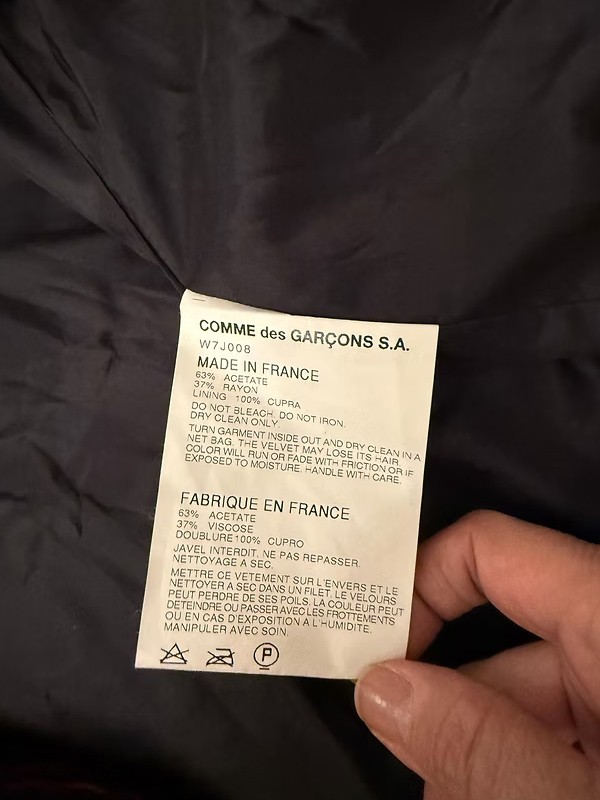 COMME des GARÇONS S.A.
W7J008
MADE IN FRANCE
63% ACETATE
37% RAYON
LINING 100% CUPRA
DO NOT BLEACH. DO NOT IRON.
DRY CLEAN ONLY.
TURN GARMENT INSIDE OUT AND DRY CLEAN IN A
NET BAG. THE VELVET MAY LOSE ITS HAIR.
COLOR WILL RUN OR FADE WITH FRICTION OR IF
EXPOSED TO MOISTURE. HANDLE WITH CARE.
FABRIQUE EN FRANCE
63% ACETATE
37% VISCOSE
DOUBLURE 100% CUPRO
JAVEL INTERDIT. NE PAS REPASSER.
NETTOYAGE A SEC.
METTRE CE VETEMENT SUR L'ENVERS ET LE
NETTOYER A SEC DANS UN FILET. LE VELOURS
PEUT PERDRE DE SES POILS. LA COULEUR PEUT
DETEINDRE OU PASSER AVEC LES FROTTEMENTS
OU EN CAS D'EXPOSITION A L'HUMIDITE.
MANIPULER AVEC SOIN.
P